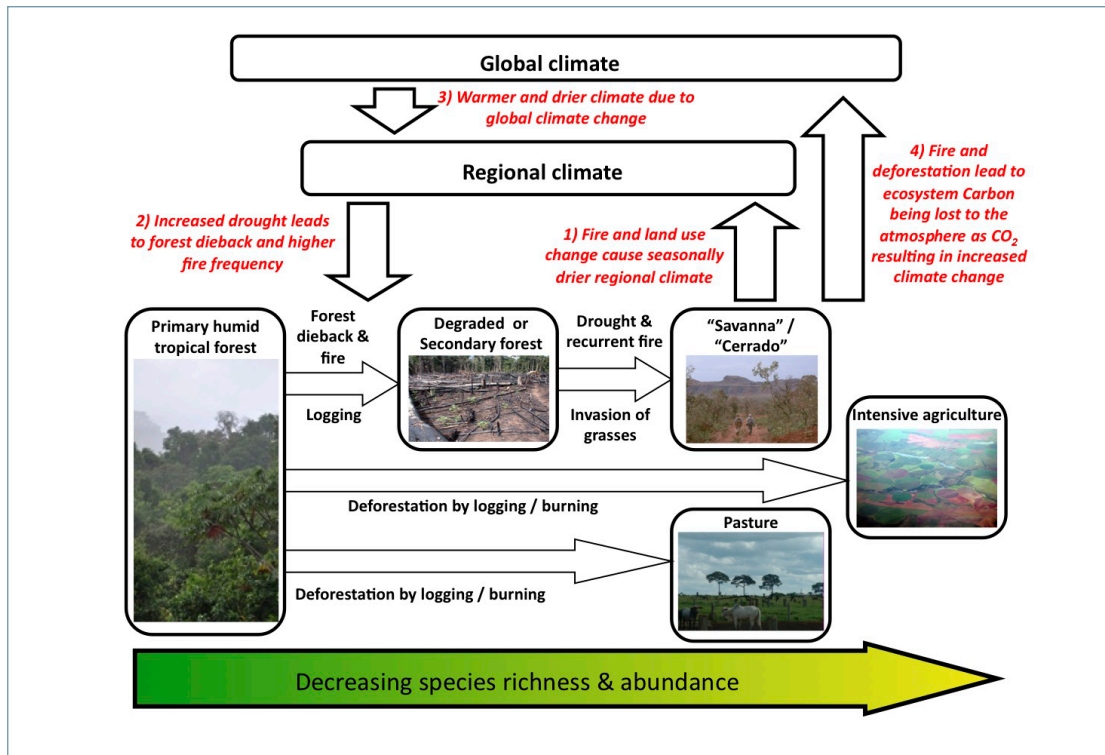 Global climate
3) Warmer and drier climate due to
global climate change
Regional climate
4) Fire and
deforestation lead to
ecosystem Carbon
being lost to the
atmosphere as CO2
resulting in increased
climate change
2) Increased drought leads
to forest dieback and higher
fire frequency
1) Fire and land use
change cause seasonally
drier regional climate
Primary humid
tropical forest
Forest
dieback &
fire
Logging
Degraded or
Secondary forest
Drought &
recurrent fire
Invasion of
grasses
“Savanna” /
“Cerrado”
Intensive agriculture
Deforestation by logging / burning
Pasture
Deforestation by logging / burning
Decreasing species richness & abundance